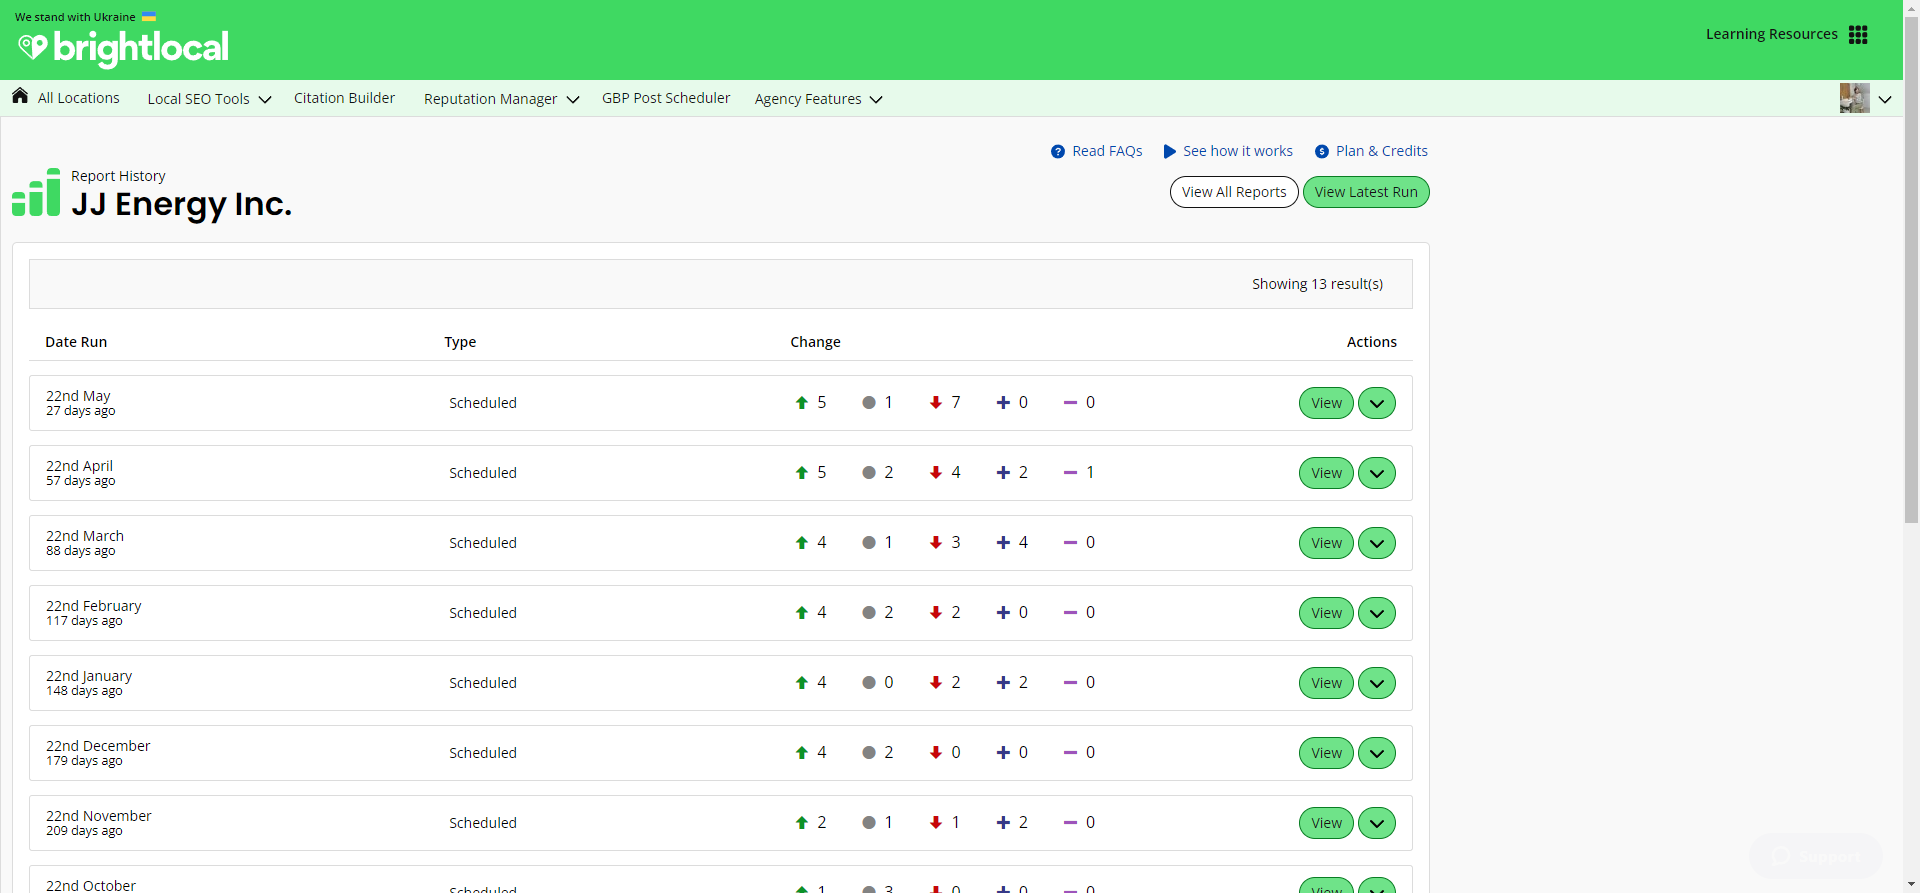 We stand with Ukraine
brightlocal
Learning Resources
All Locations Local SEO Tools Citation Builder Reputation Manager GBP Post Scheduler Agency Features
Read FAQs See how it works Plan & Credits
Report History
JJ Energy Inc.
View All Reports View Latest Run
Showing 13 result(s)
Date Run Type Change Actions
22nd May
27 days ago
Scheduled 5 1 7 0 0 View
22nd April
57 days ago
Scheduled 5 2 4 2 1 View
22nd March
88 days ago
Scheduled 4 1 3 4 0 View
22nd February
117 days ago
Scheduled 4 2 2 0 0 View
22nd January
148 days ago
Scheduled 4 0 2 2 0 View
22nd December
179 days ago
Scheduled 4 2 0 0 0 View
22nd November
209 days ago
Scheduled 2 1 1 2 0 View
Support
22nd October
Scheduled 1 3 0 0 0 View